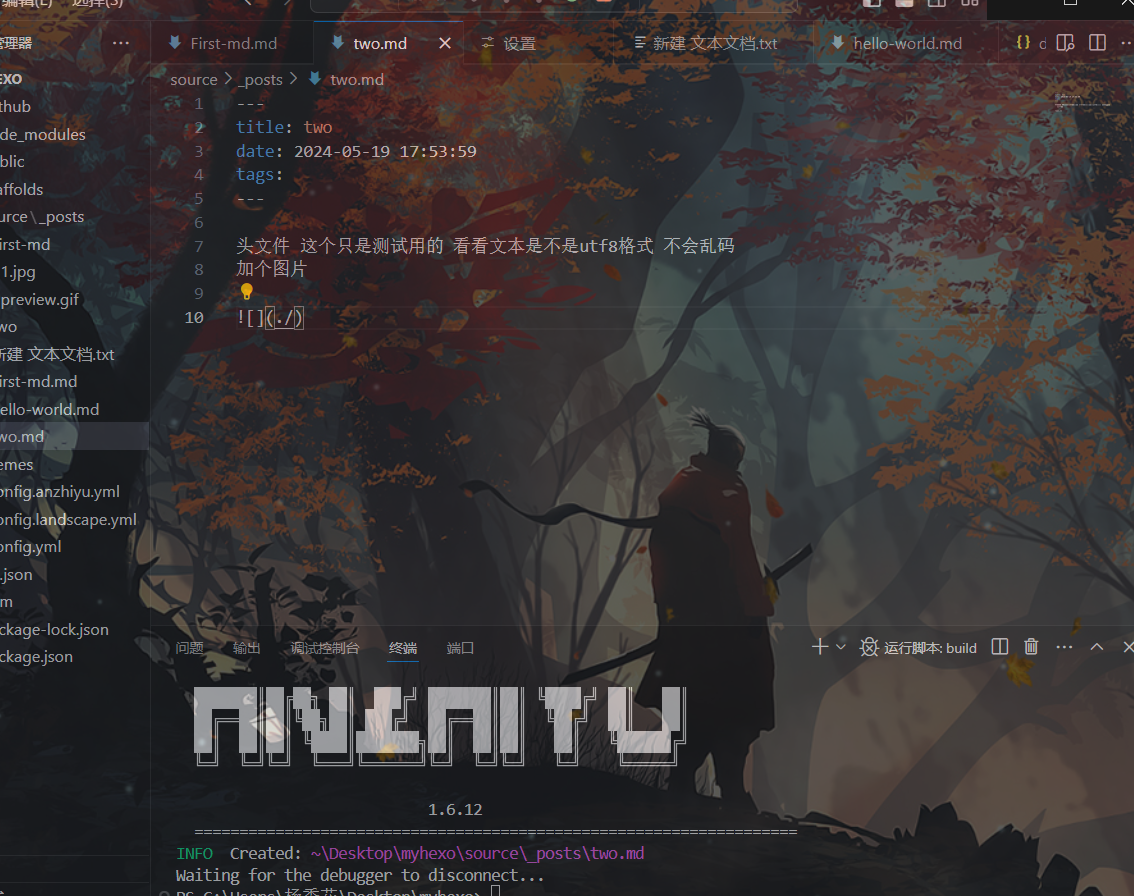 编辑(E) 选择(S)
管理器 ···
First-md.md
two.md
设置
新建 文本文档.txt
hello-world.md
{} d
source > _posts > two.md
EXO
thub
de_modules
blic
affolds
urce\_posts
irst-md
1.jpg
preview.gif
wo
新建 文本文档.txt
irst-md.md
ello-world.md
wo.md
emes
onfig.anzhiyu.yml
onfig.landscape.yml
onfig.yml
.json
m
ckage-lock.json
ckage.json
1 ---
2 title: two
3 date: 2024-05-19 17:53:59
4 tags:
5 ---
6
7 头文件 这个只是测试用的 看看文本是不是utf8格式 不会乱码
8 加个图片
9
10 ![](./)
问题 输出 调试控制台 终端 端口
运行脚本: build
ANZHIYU
1.6.12
===================================================================
INFO Created: ~\Desktop\myhexo\source\_posts\two.md
Waiting for the debugger to disconnect...